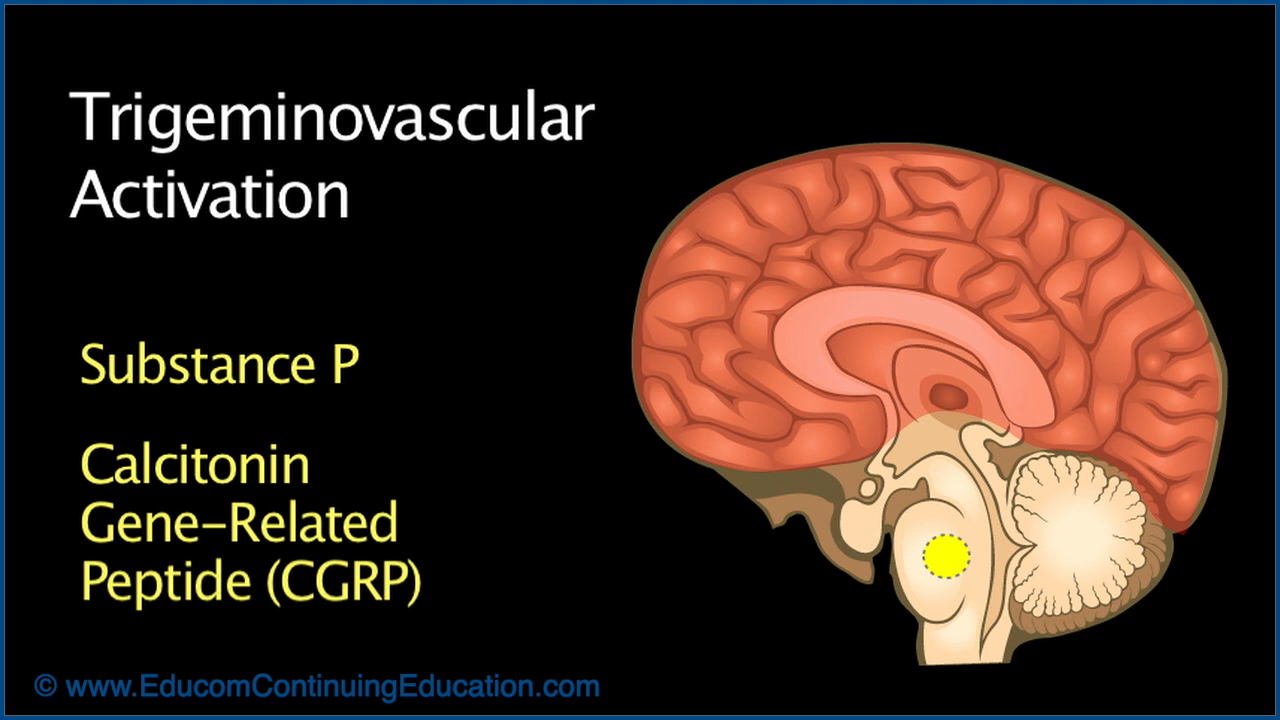 Trigeminovascular
Activation
Substance P
Calcitonin
Gene–Related
Peptide (CGRP)
© www.EducomContinuingEducation.com